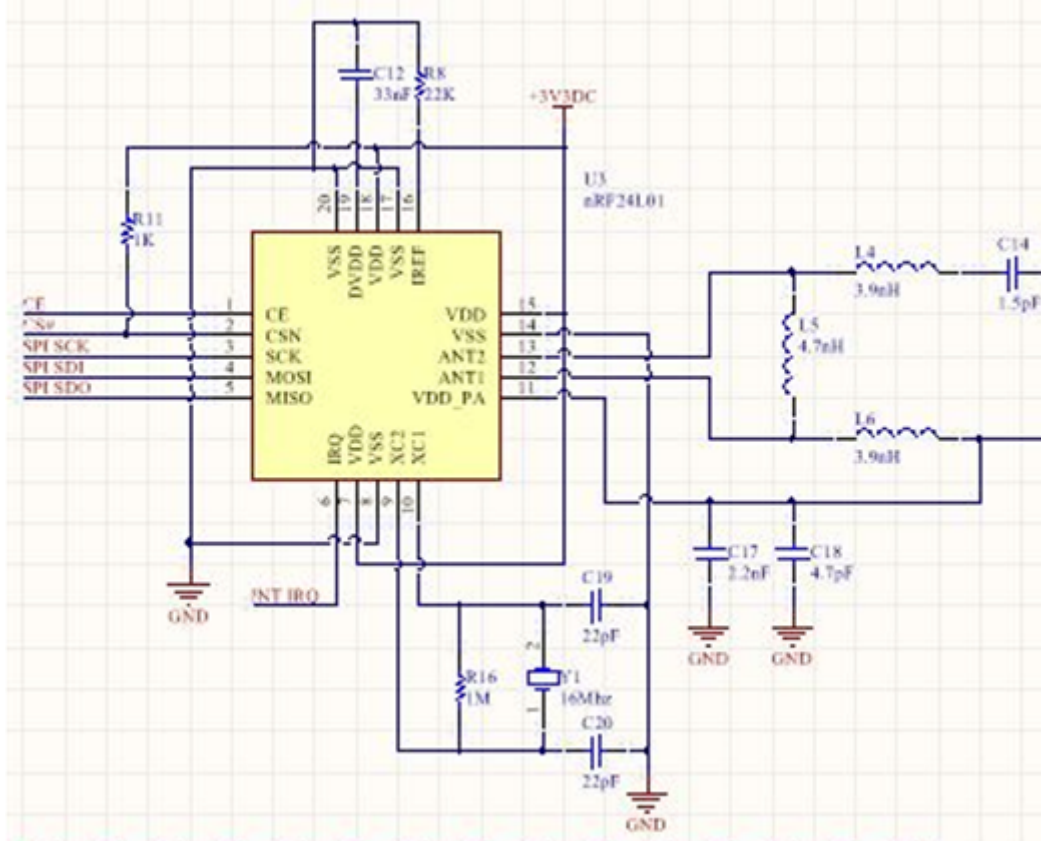 C12
33nF
R8
22K
+3V3DC
U3
nRF24L01
R11
1K
20
19
18
17
16
VSS
DVDD
VDD
VSS
IREF
L4
3.9nH
C14
1.5pF
L5
4.7nH
CE
1
CE
VDD
15
2
CSN
VSS
14
SPI SCK
3
SCK
ANT2
13
SPI SDI
4
MOSI
ANT1
12
SPI SDO
5
MISO
VDD_PA
11
L6
3.9nH
IRQ
VDD
VSS
XC2
XC1
6
7
8
9
10
C17
2.2nF
C18
4.7pF
GND
INT IRQ
C19
22pF
GND
GND
2
R16
1M
Y1
16Mhz
1
C20
22pF
GND